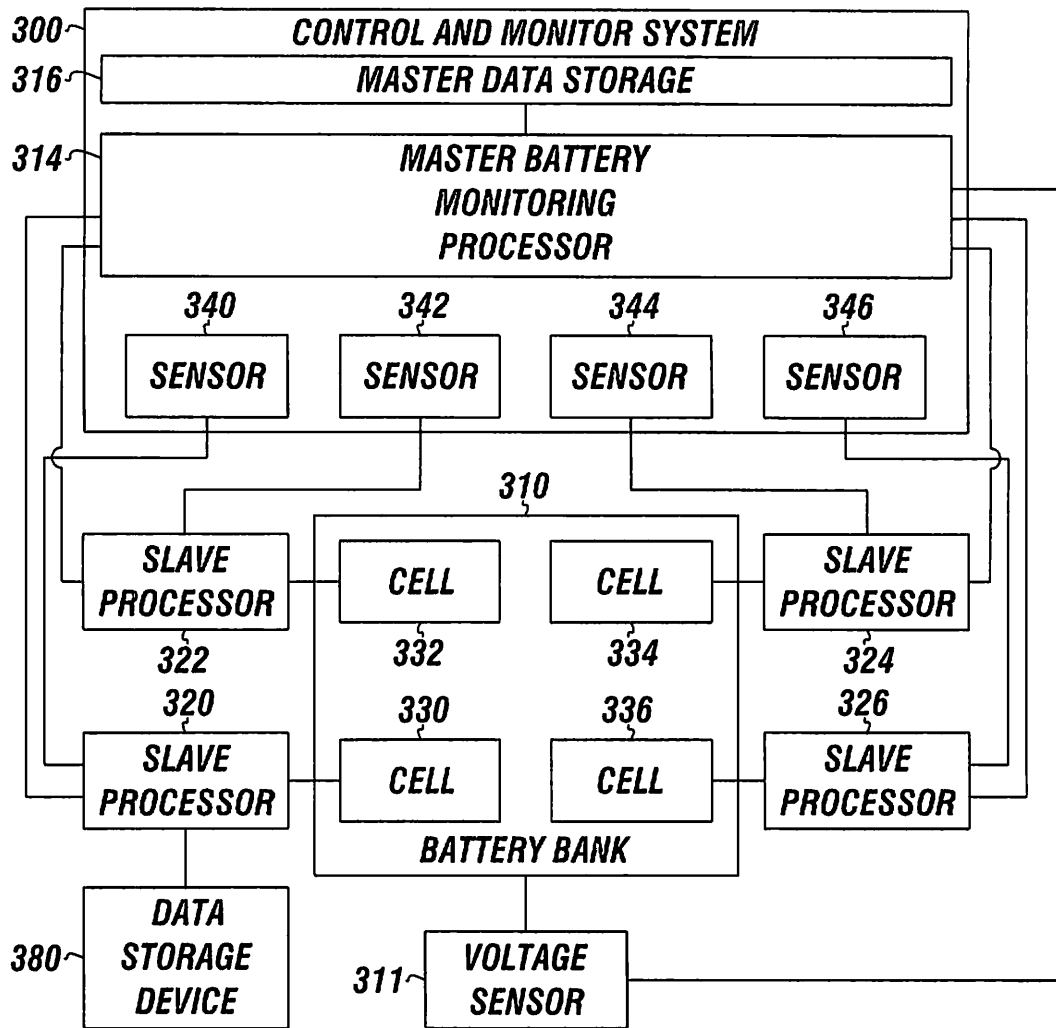 300
CONTROL AND MONITOR SYSTEM
316
MASTER DATA STORAGE
314
MASTER BATTERY
MONITORING
PROCESSOR
340
342
344
346
SENSOR
SENSOR
SENSOR
SENSOR
310
SLAVE
PROCESSOR
322
CELL
332
CELL
334
SLAVE
PROCESSOR
324
320
SLAVE
PROCESSOR
330
CELL
336
CELL
326
SLAVE
PROCESSOR
BATTERY BANK
380
DATA
STORAGE
DEVICE
311
VOLTAGE
SENSOR